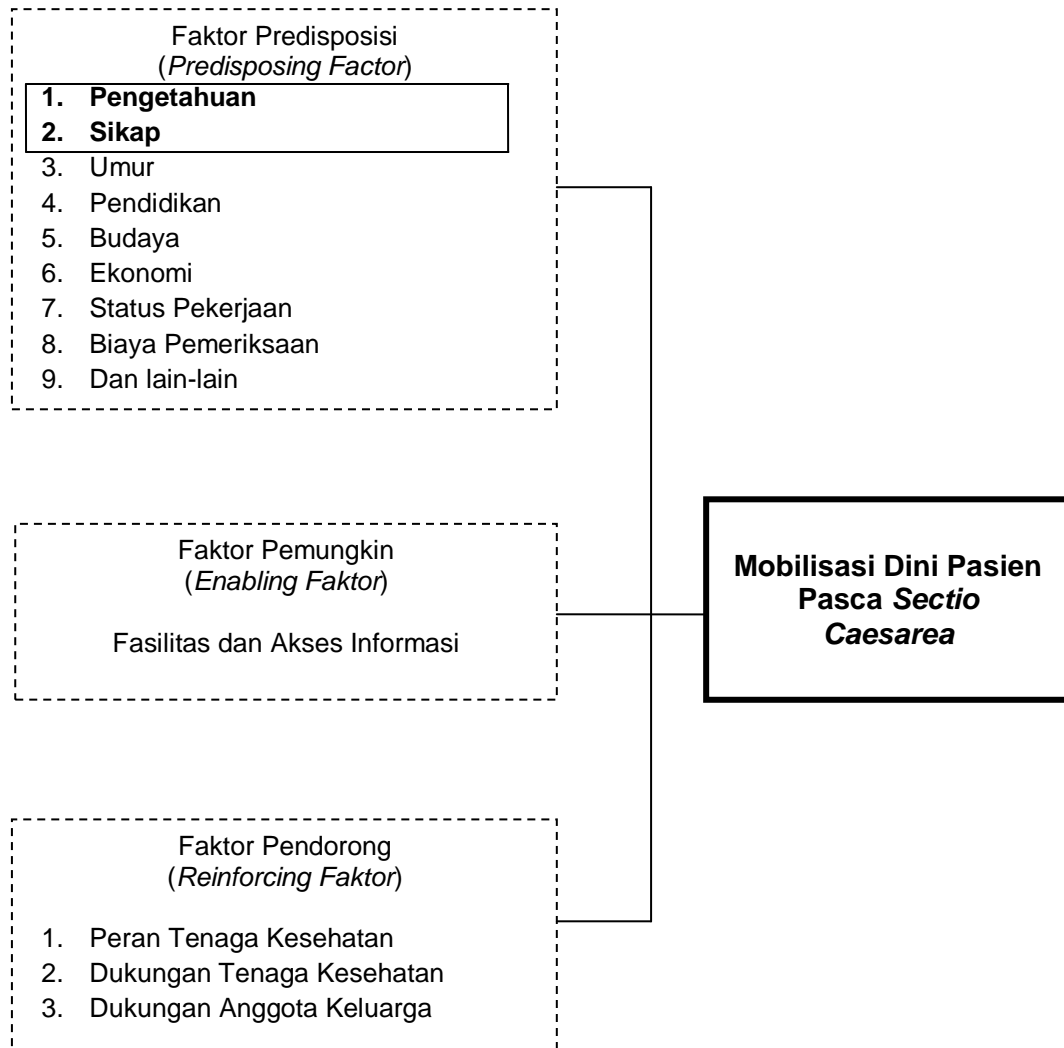 Faktor Predisposisi
(Predisposing Factor)
1. Pengetahuan
2. Sikap
3. Umur
4. Pendidikan
5. Budaya
6. Ekonomi
7. Status Pekerjaan
8. Biaya Pemeriksaan
9. Dan lain-lain
Faktor Pemungkin
(Enabling Faktor)
Fasilitas dan Akses Informasi
Mobilisasi Dini Pasien
Pasca Sectio
Caesarea
Faktor Pendorong
(Reinforcing Faktor)
1. Peran Tenaga Kesehatan
2. Dukungan Tenaga Kesehatan
3. Dukungan Anggota Keluarga